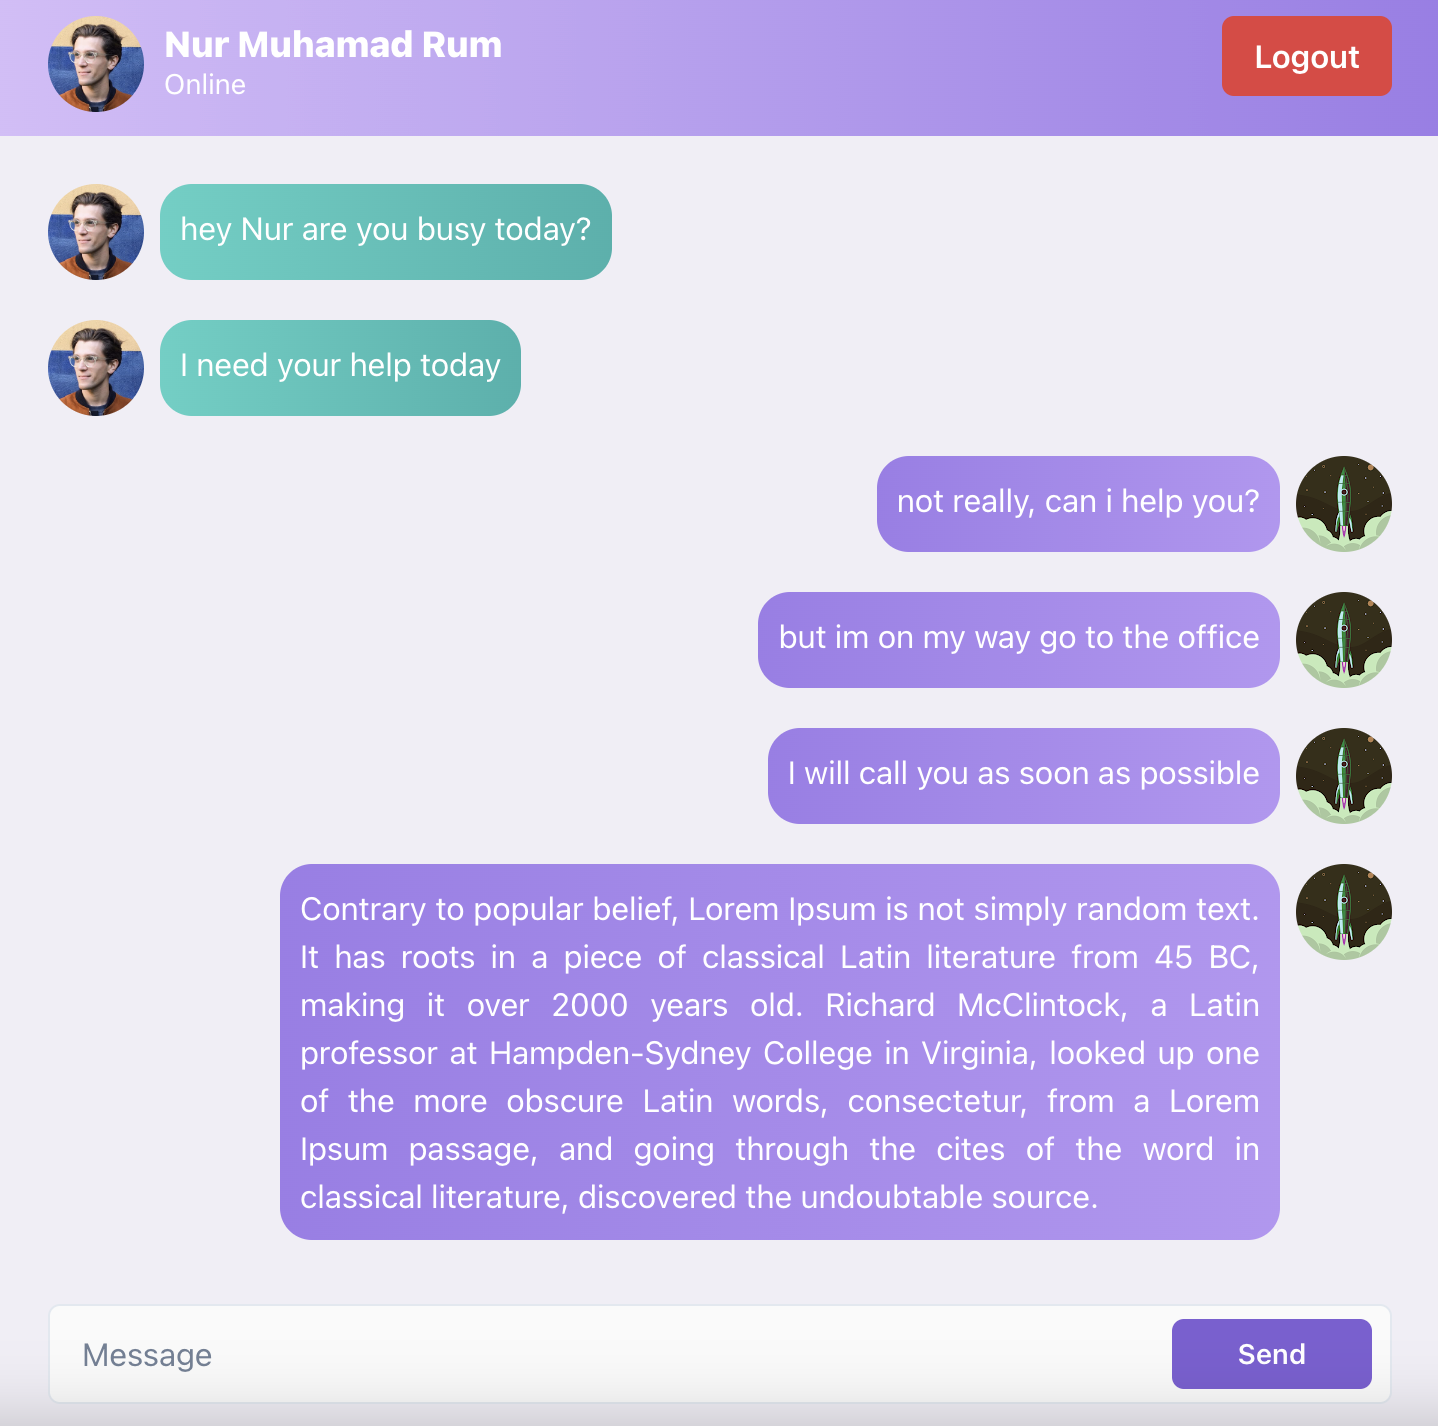 Nur Muhamad Rum
Online
Logout
hey Nur are you busy today?
I need your help today
not really, can i help you?
but im on my way go to the office
I will call you as soon as possible
Contrary to popular belief, Lorem Ipsum is not simply random text.
It has roots in a piece of classical Latin literature from 45 BC,
making it over 2000 years old. Richard McClintock, a Latin
professor at Hampden-Sydney College in Virginia, looked up one
of the more obscure Latin words, consectetur, from a Lorem
Ipsum passage, and going through the cites of the word in
classical literature, discovered the undoubtable source.
Message
Send